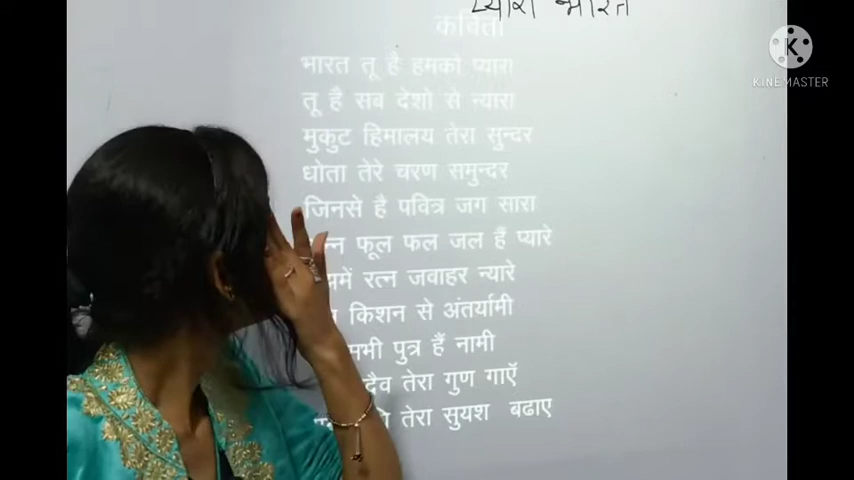 प्यारा भारत
कविता
KINEMASTER
भारत तू है हमको प्यारा
तू है सब देशो से न्यारा
मुकुट हिमालय तेरा सुन्दर
धोता तेरे चरण समुन्दर
जिनसे है पवित्र जग सारा
फूल फल जल हैं प्यारे
रत्न जवाहर न्यारे
किशन से अंतर्यामी
पुत्र हैं नामी
तेरा गुण गाऍ
तेरा सुयश बढाए